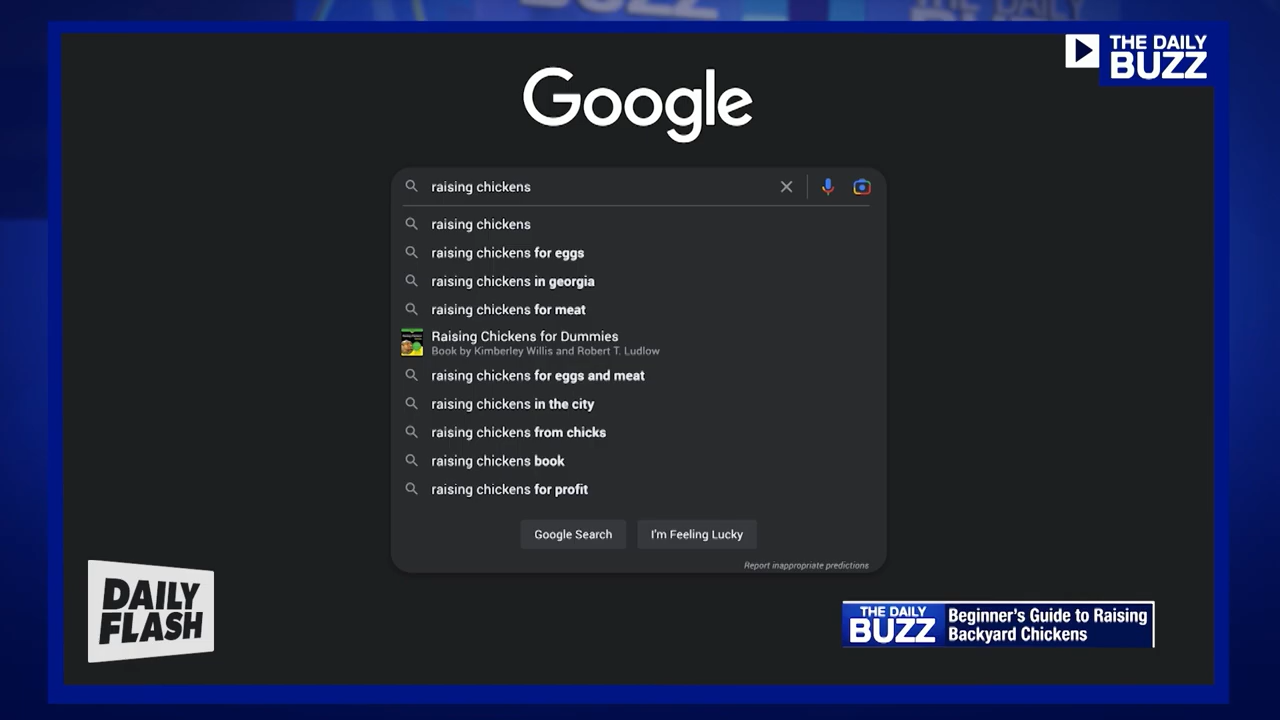 THE DAILY
BUZZ
Google
raising chickens
raising chickens
raising chickens for eggs
raising chickens in georgia
raising chickens for meat
Raising Chickens for Dummies
Book by Kimberley Willis and Robert T. Ludlow
raising chickens for eggs and meat
raising chickens in the city
raising chickens from chicks
raising chickens book
raising chickens for profit
Google Search
I'm Feeling Lucky
Report inappropriate predictions
DAILY
FLASH
THE DAILY
BUZZ
Beginner's Guide to Raising
Backyard Chickens